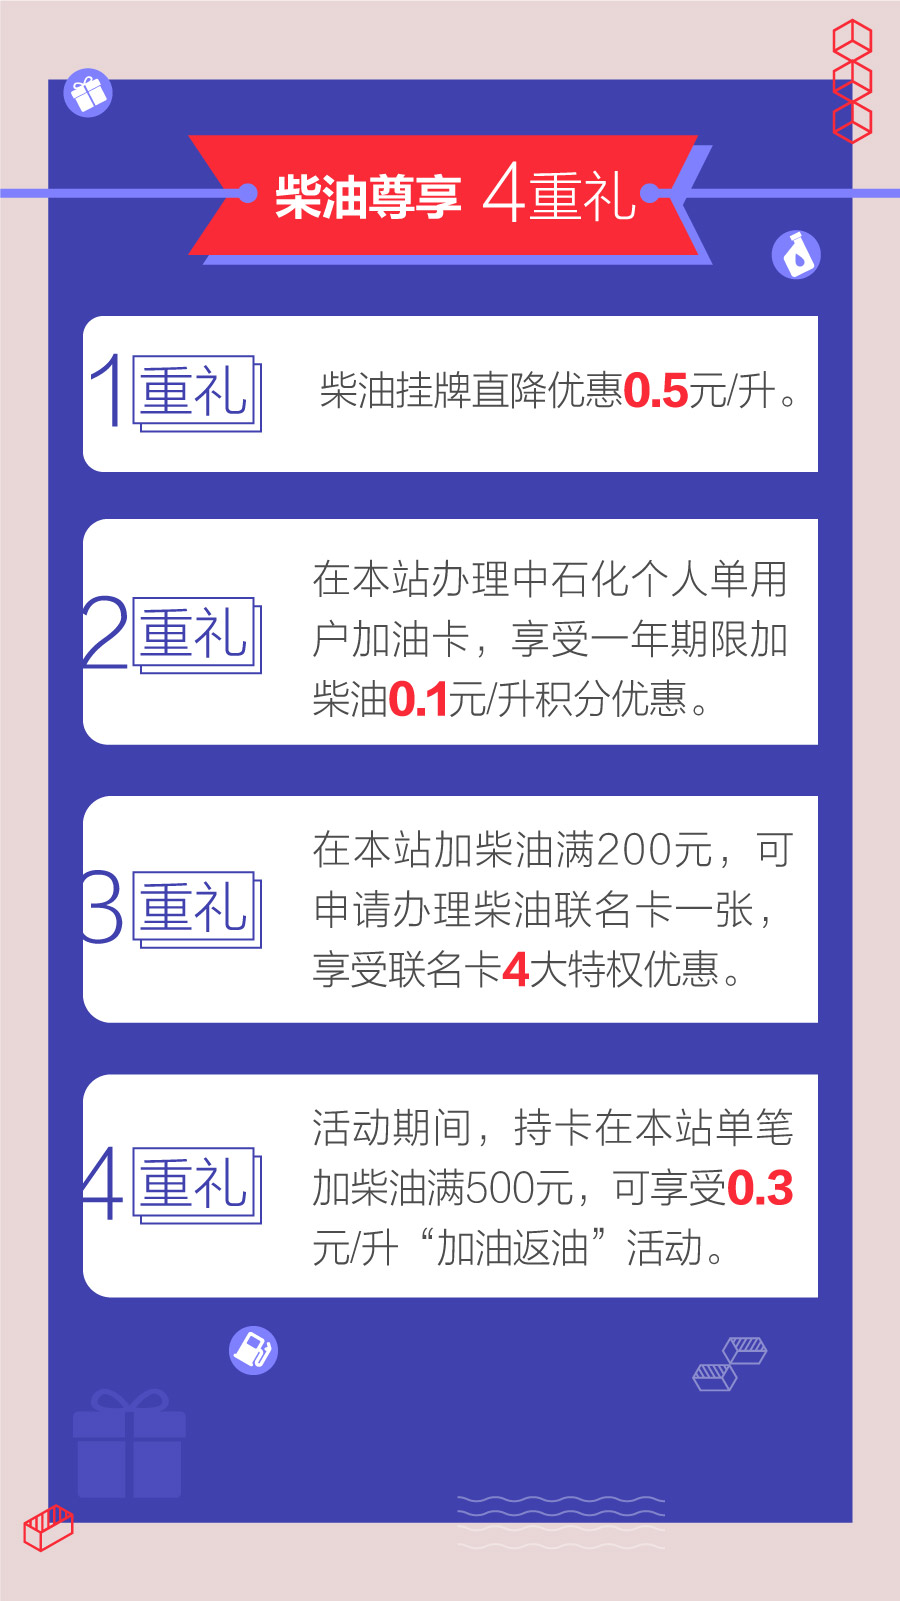 柴油尊享 4重礼
1重礼
柴油挂牌直降优惠0.5元/升。
2重礼
在本站办理中石化个人单用
户加油卡，享受一年期限加
柴油0.1元/升积分优惠。
3重礼
在本站加柴油满200元，可
申请办理柴油联名卡一张，
享受联名卡4大特权优惠。
4重礼
活动期间，持卡在本站单笔
加柴油满500元，可享受0.3
元/升“加油返油”活动。